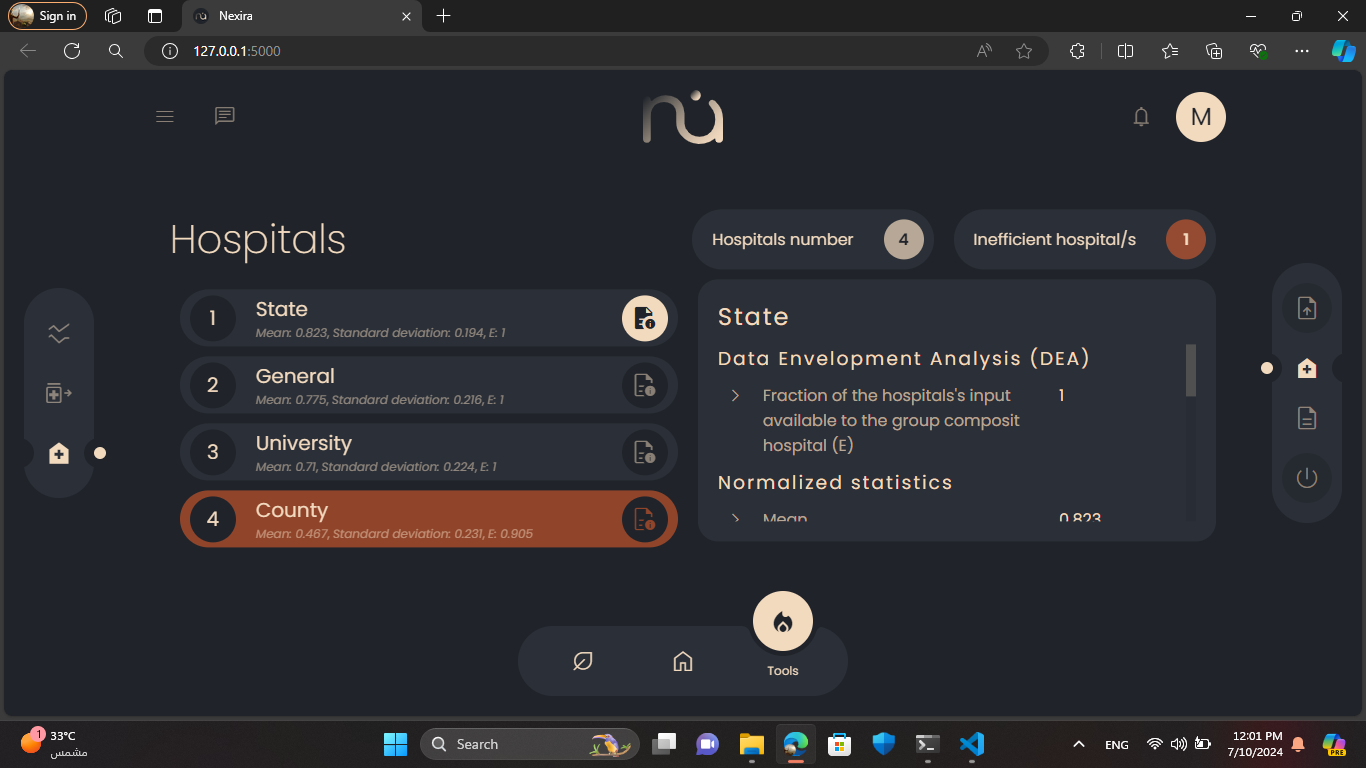 Sign in
Nexira
127.0.0.1:5000
nu
M
Hospitals
Hospitals number
4
Inefficient hospital/s
1
1
State
Mean: 0.823, Standard deviation: 0.194, E: 1
2
General
Mean: 0.775, Standard deviation: 0.216, E: 1
3
University
Mean: 0.71, Standard deviation: 0.224, E: 1
4
County
Mean: 0.467, Standard deviation: 0.231, E: 0.905
State
Data Envelopment Analysis (DEA)
Fraction of the hospitals's input
available to the group composit
hospital (E)
1
Normalized statistics
Mean
0.823
Tools
1
33°C
مشمس
Search
ENG
12:01 PM
7/10/2024
PRE